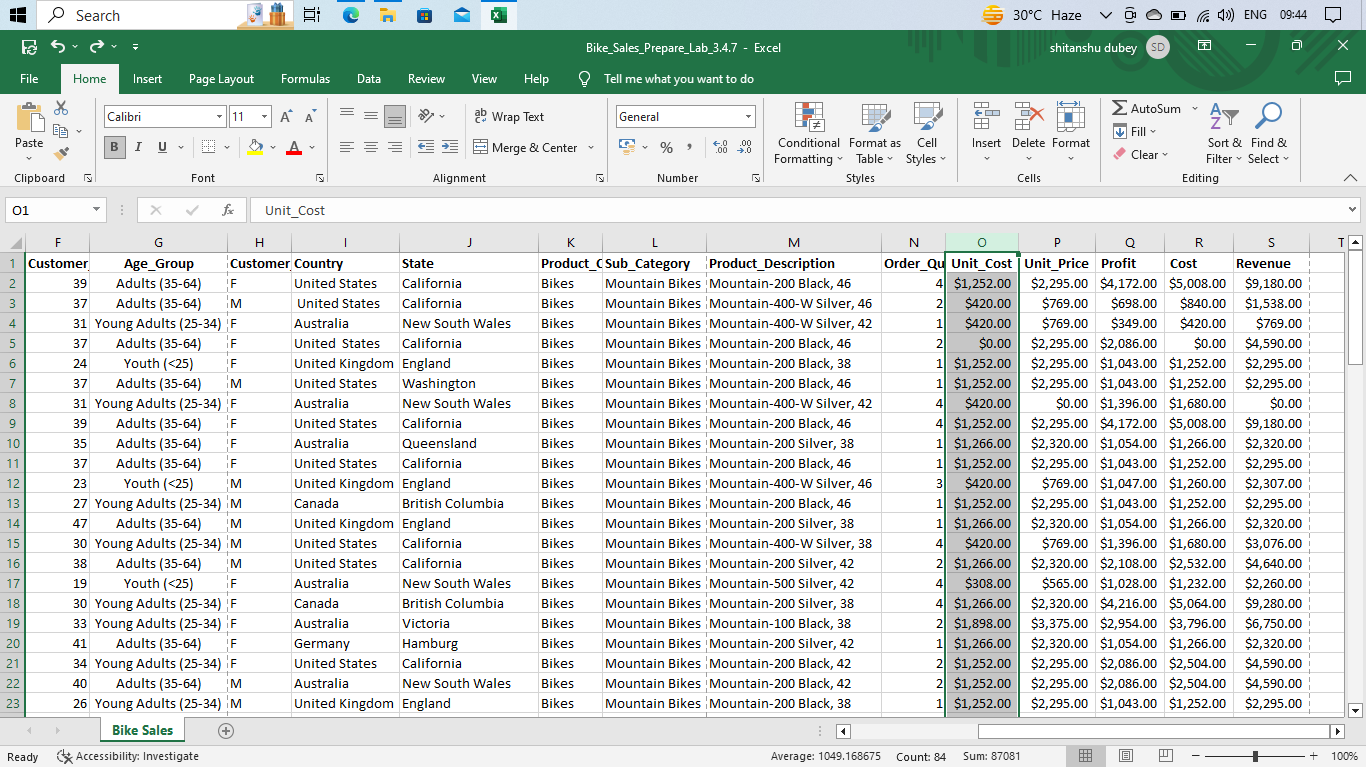 Search
30°C Haze ENG 09:44
Bike_Sales_Prepare_Lab_3.4.7 - Excel shitanshu dubey SD
File Home Insert Page Layout Formulas Data Review View Help Tell me what you want to do
Calibri 11 Wrap Text General AutoSum
Paste Conditional Formatting Format as Table Cell Styles Insert Delete Format Fill Sort & Filter Find & Select
B I U A Merge & Center % , Clear
Clipboard Font Alignment Number Styles Cells Editing
O1 fx Unit_Cost
F G H I J K L M N O P Q R S T
1 Customer_ Age_Group Customer_ Country State Product_C Sub_Category Product_Description Order_Qu Unit_Cost Unit_Price Profit Cost Revenue
2 39 Adults (35-64) F United States California Bikes Mountain Bikes Mountain-200 Black, 46 4 $1,252.00 $2,295.00 $4,172.00 $5,008.00 $9,180.00
3 37 Adults (35-64) M United States California Bikes Mountain Bikes Mountain-400-W Silver, 46 2 $420.00 $769.00 $698.00 $840.00 $1,538.00
4 31 Young Adults (25-34) F Australia New South Wales Bikes Mountain Bikes Mountain-400-W Silver, 42 1 $420.00 $769.00 $349.00 $420.00 $769.00
5 37 Adults (35-64) F United  States California Bikes Mountain Bikes Mountain-200 Black, 46 2 $0.00 $2,295.00 $2,086.00 $0.00 $4,590.00
6 24 Youth (<25) F United Kingdom England Bikes Mountain Bikes Mountain-200 Black, 38 1 $1,252.00 $2,295.00 $1,043.00 $1,252.00 $2,295.00
7 37 Adults (35-64) M United States Washington Bikes Mountain Bikes Mountain-200 Black, 46 1 $1,252.00 $2,295.00 $1,043.00 $1,252.00 $2,295.00
8 31 Young Adults (25-34) F Australia New South Wales Bikes Mountain Bikes Mountain-400-W Silver, 42 4 $420.00 $0.00 $1,396.00 $1,680.00 $0.00
9 39 Adults (35-64) F United States California Bikes Mountain Bikes Mountain-200 Black, 46 4 $1,252.00 $2,295.00 $4,172.00 $5,008.00 $9,180.00
10 35 Adults (35-64) F Australia Queensland Bikes Mountain Bikes Mountain-200 Silver, 38 1 $1,266.00 $2,320.00 $1,054.00 $1,266.00 $2,320.00
11 37 Adults (35-64) F United States California Bikes Mountain Bikes Mountain-200 Black, 46 1 $1,252.00 $2,295.00 $1,043.00 $1,252.00 $2,295.00
12 23 Youth (<25) M United Kingdom England Bikes Mountain Bikes Mountain-400-W Silver, 46 3 $420.00 $769.00 $1,047.00 $1,260.00 $2,307.00
13 27 Young Adults (25-34) M Canada British Columbia Bikes Mountain Bikes Mountain-200 Black, 46 1 $1,252.00 $2,295.00 $1,043.00 $1,252.00 $2,295.00
14 47 Adults (35-64) M United Kingdom England Bikes Mountain Bikes Mountain-200 Silver, 38 1 $1,266.00 $2,320.00 $1,054.00 $1,266.00 $2,320.00
15 30 Young Adults (25-34) M United States California Bikes Mountain Bikes Mountain-400-W Silver, 38 4 $420.00 $769.00 $1,396.00 $1,680.00 $3,076.00
16 38 Adults (35-64) M United States California Bikes Mountain Bikes Mountain-200 Silver, 42 2 $1,266.00 $2,320.00 $2,108.00 $2,532.00 $4,640.00
17 19 Youth (<25) F Australia New South Wales Bikes Mountain Bikes Mountain-500 Silver, 42 4 $308.00 $565.00 $1,028.00 $1,232.00 $2,260.00
18 30 Young Adults (25-34) F Canada British Columbia Bikes Mountain Bikes Mountain-200 Silver, 38 4 $1,266.00 $2,320.00 $4,216.00 $5,064.00 $9,280.00
19 33 Young Adults (25-34) F Australia Victoria Bikes Mountain Bikes Mountain-100 Black, 38 2 $1,898.00 $3,375.00 $2,954.00 $3,796.00 $6,750.00
20 41 Adults (35-64) F Germany Hamburg Bikes Mountain Bikes Mountain-200 Silver, 42 1 $1,266.00 $2,320.00 $1,054.00 $1,266.00 $2,320.00
21 34 Young Adults (25-34) F United States California Bikes Mountain Bikes Mountain-200 Black, 42 2 $1,252.00 $2,295.00 $2,086.00 $2,504.00 $4,590.00
22 40 Adults (35-64) M Australia New South Wales Bikes Mountain Bikes Mountain-200 Black, 42 2 $1,252.00 $2,295.00 $2,086.00 $2,504.00 $4,590.00
23 26 Young Adults (25-34) M United Kingdom England Bikes Mountain Bikes Mountain-200 Black, 38 1 $1,252.00 $2,295.00 $1,043.00 $1,252.00 $2,295.00
Bike Sales
Ready Accessibility: Investigate Average: 1049.168675 Count: 84 Sum: 87081 100%